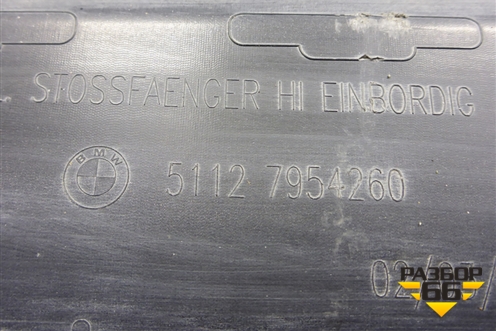 STOSSFAENGER HI EINBORDIG
BMW
5112 7954260
РАЗБОР
66